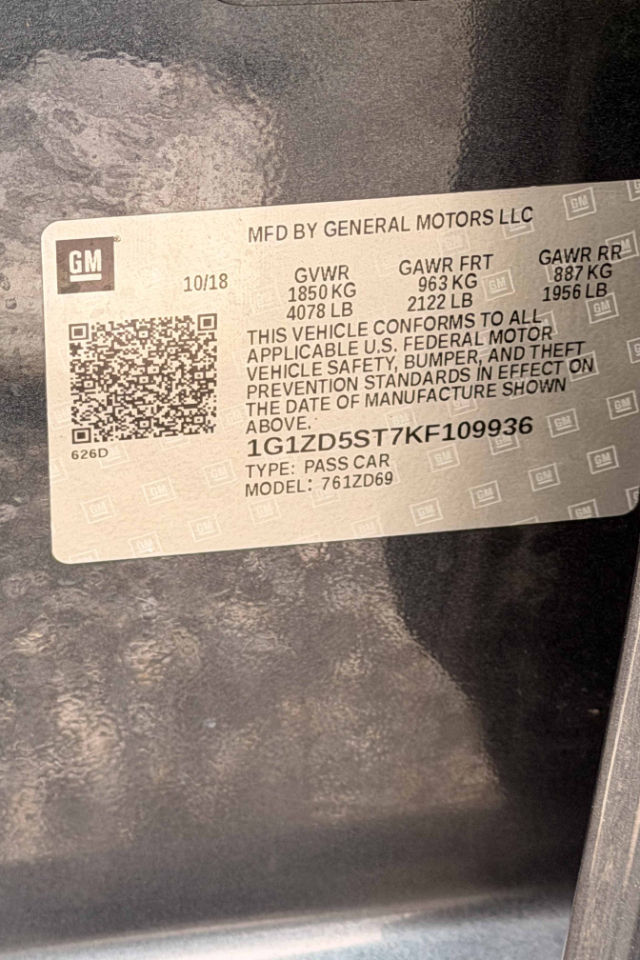 MFD BY GENERAL MOTORS LLC
GM
10/18
GVWR
1850 KG
4078 LB
GAWR FRT
963 KG
2122 LB
GAWR RR
887 KG
1956 LB
THIS VEHICLE CONFORMS TO ALL
APPLICABLE U.S. FEDERAL MOTOR
VEHICLE SAFETY, BUMPER, AND THEFT
PREVENTION STANDARDS IN EFFECT ON
THE DATE OF MANUFACTURE SHOWN
ABOVE.
626D
1G1ZD5ST7KF109936
TYPE: PASS CAR
MODEL: 761ZD69